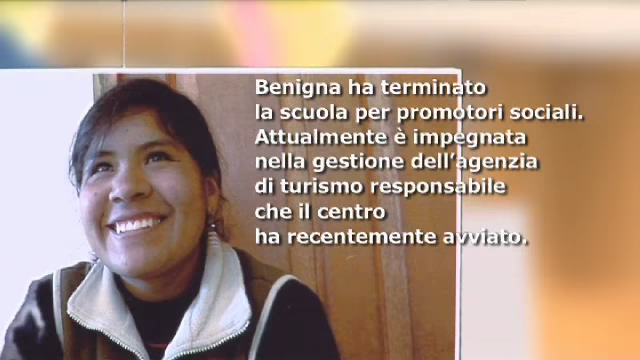 Benigna ha terminato
la scuola per promotori sociali.
Attualmente è impegnata
nella gestione dell'agenzia
di turismo responsabile
che il centro
ha recentemente avviato.